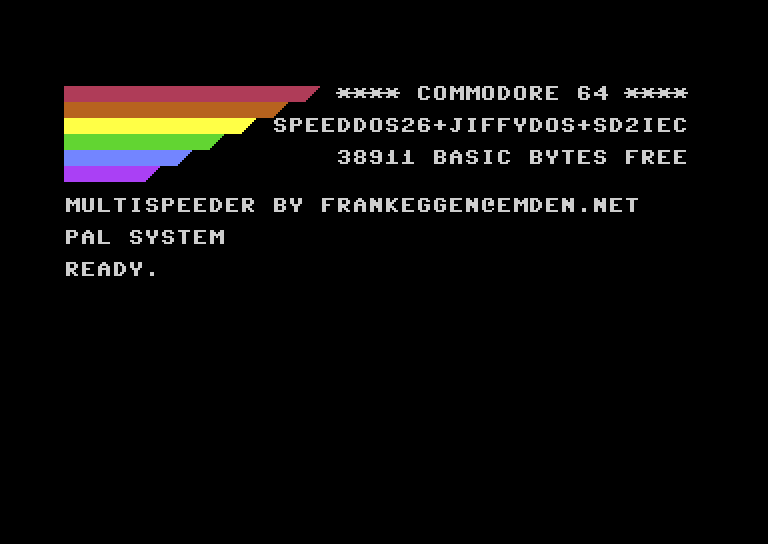 **** COMMODORE 64 ****
SPEEDDOS26+JIFFYDOS+SD2IEC
38911 BASIC BYTES FREE
MULTISPEEDER BY FRANKEGGEN@EMDEN.NET
PAL SYSTEM
READY.